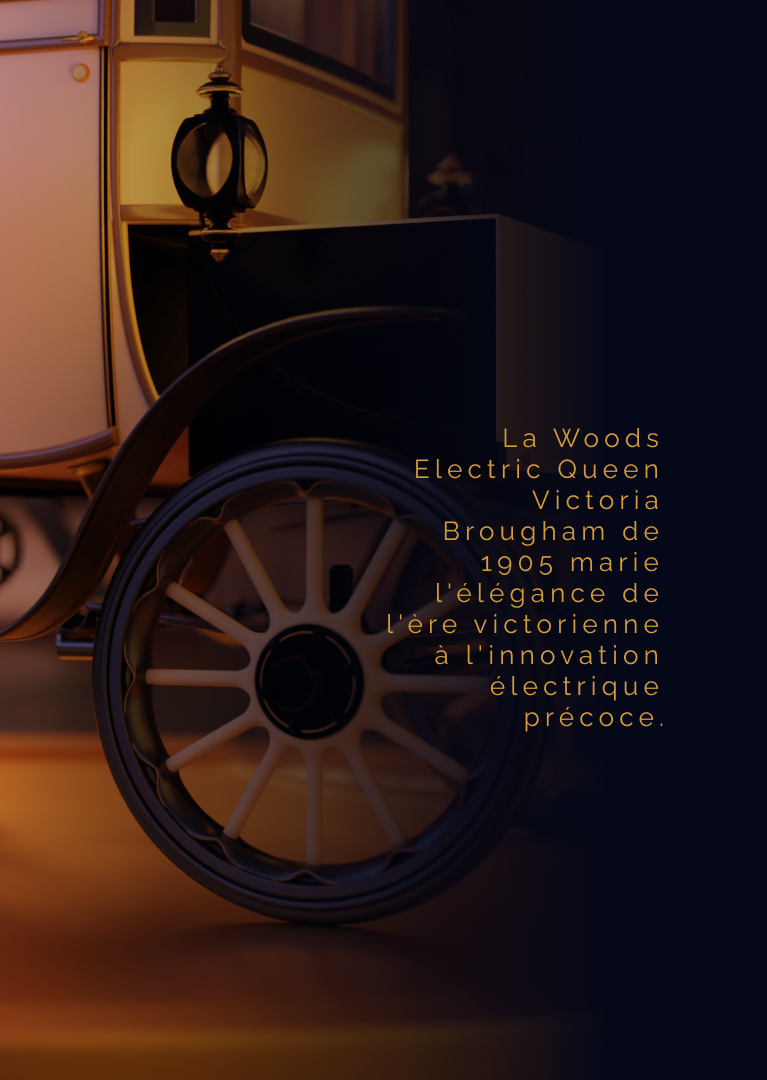 La Woods
Electric Queen
Victoria
Brougham de
1905 marie
l'élégance de
l'ère victorienne
à l'innovation
électrique
précoce.